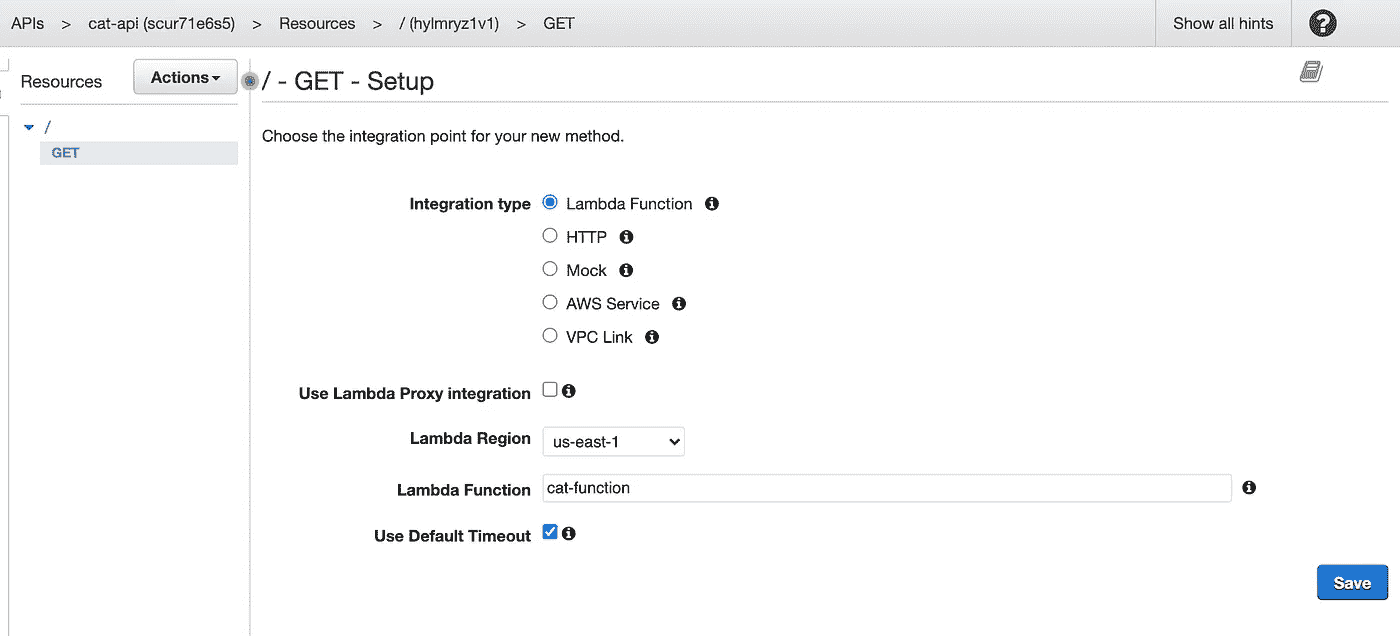 APIs > cat-api (scur71e6s5) > Resources > / (hylmryz1v1) > GET Show all hints ?
Resources Actions / - GET - Setup
Choose the integration point for your new method.
/
GET
Integration type Lambda Function
HTTP
Mock
AWS Service
VPC Link
Use Lambda Proxy integration
Lambda Region us-east-1
Lambda Function cat-function
Use Default Timeout
Save